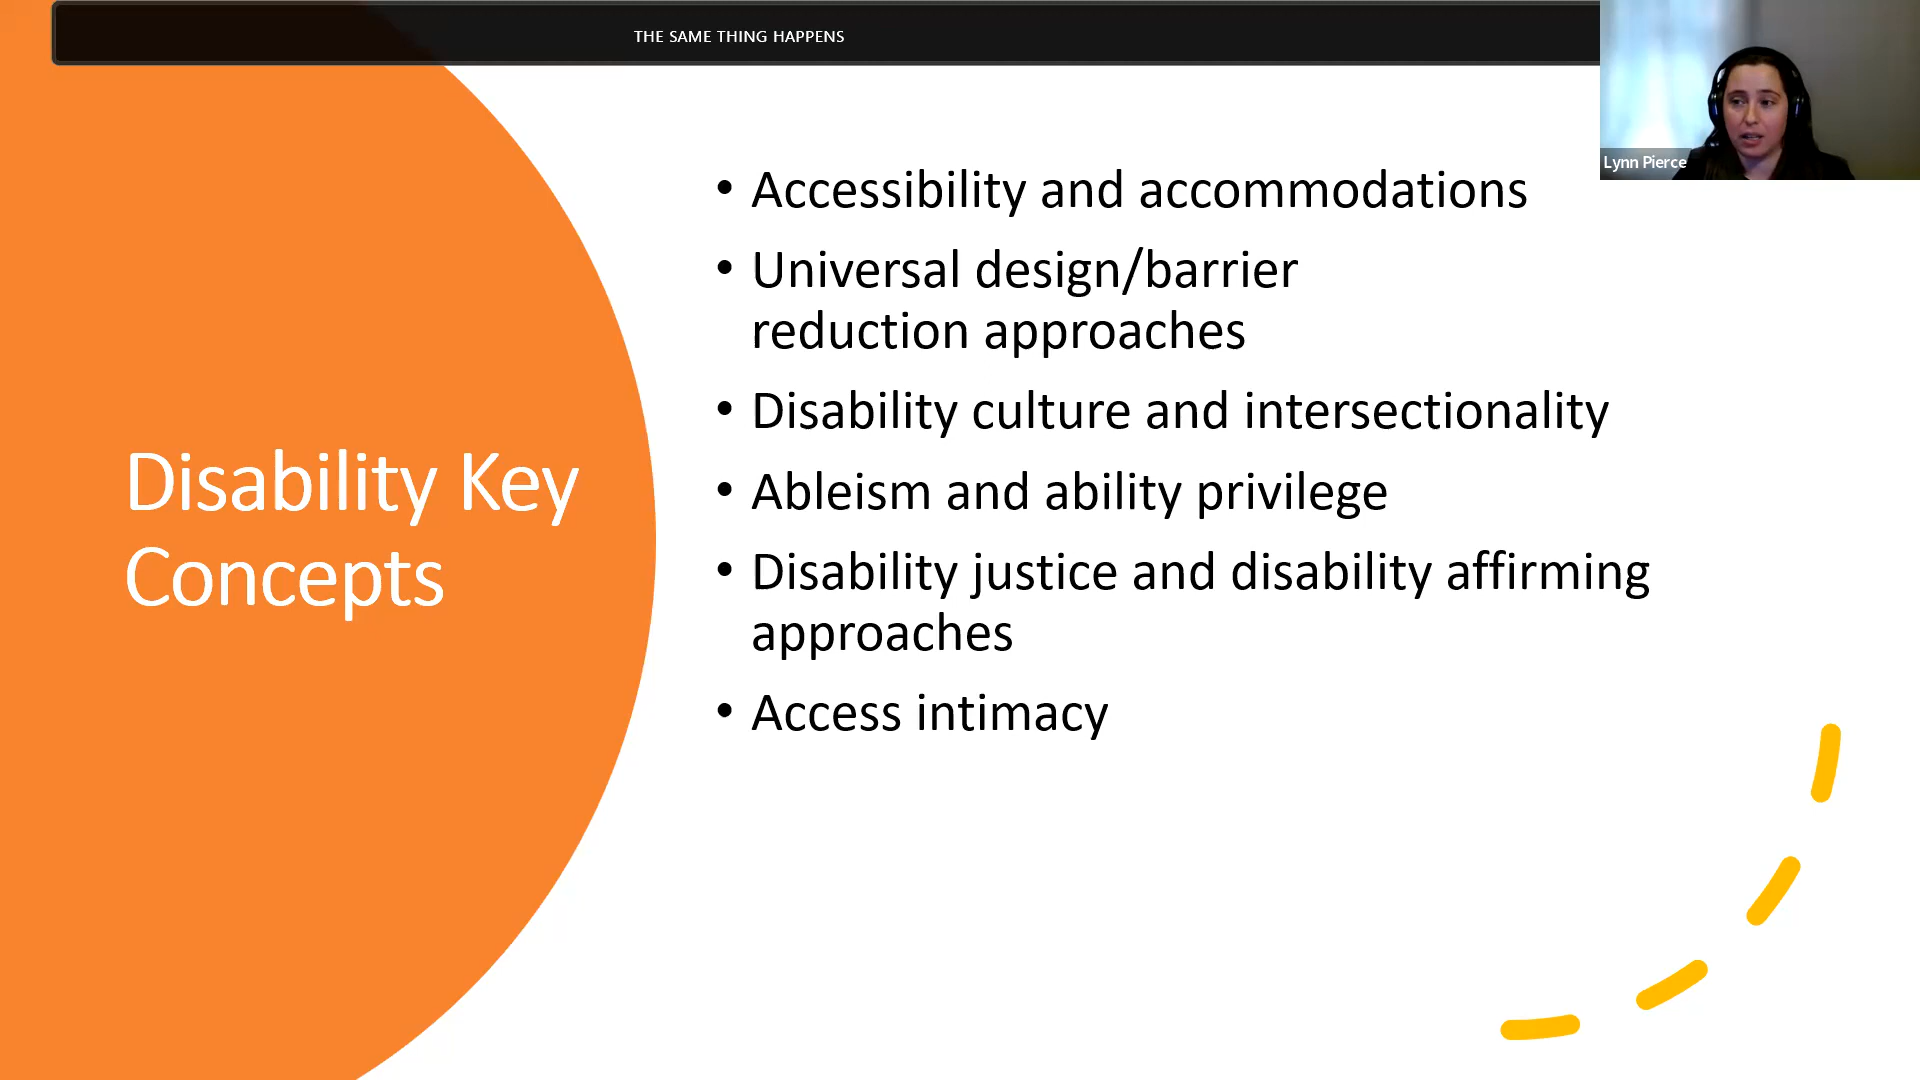 THE SAME THING HAPPENS
Lynn Pierce
Disability Key
Concepts
• Accessibility and accommodations
• Universal design/barrier
reduction approaches
• Disability culture and intersectionality
• Ableism and ability privilege
• Disability justice and disability affirming
approaches
• Access intimacy